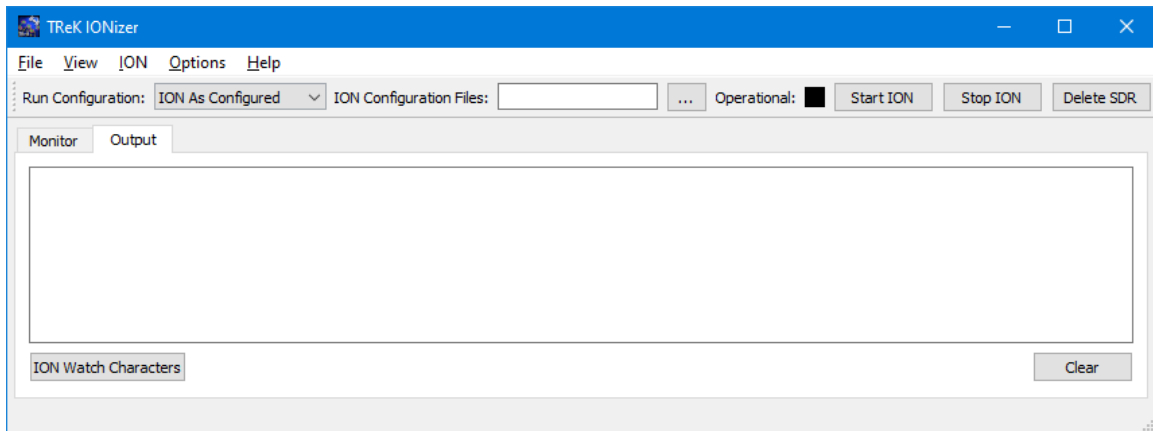 TReK IONizer
File View ION Options Help
Run Configuration: ION As Configured ION Configuration Files: ... Operational: Start ION Stop ION Delete SDR
Monitor Output
ION Watch Characters Clear